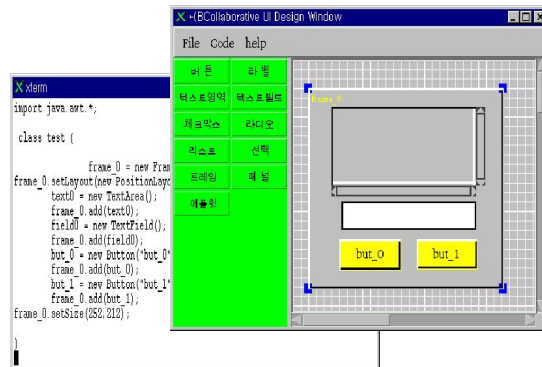 +(BCollaborative UI Design Window
File Code help
버튼 라벨
텍스트영역 텍스트필드
체크박스 라디오
리스트 선택
프레임 패널
애플릿
frame_0
but_0 but_1
xterm
import java.awt.*;
class test {
frame_0 = new Fram
frame_0.setLayout(new PositionLayo
text0 = new TextArea();
frame_0.add(text0);
field0 = new TextField();
frame_0.add(field0);
but_0 = new Button("but_0"
frame_0.add(but_0);
but_1 = new Button("but_1"
frame_0.add(but_1);
frame_0.setSize(252,212);
}